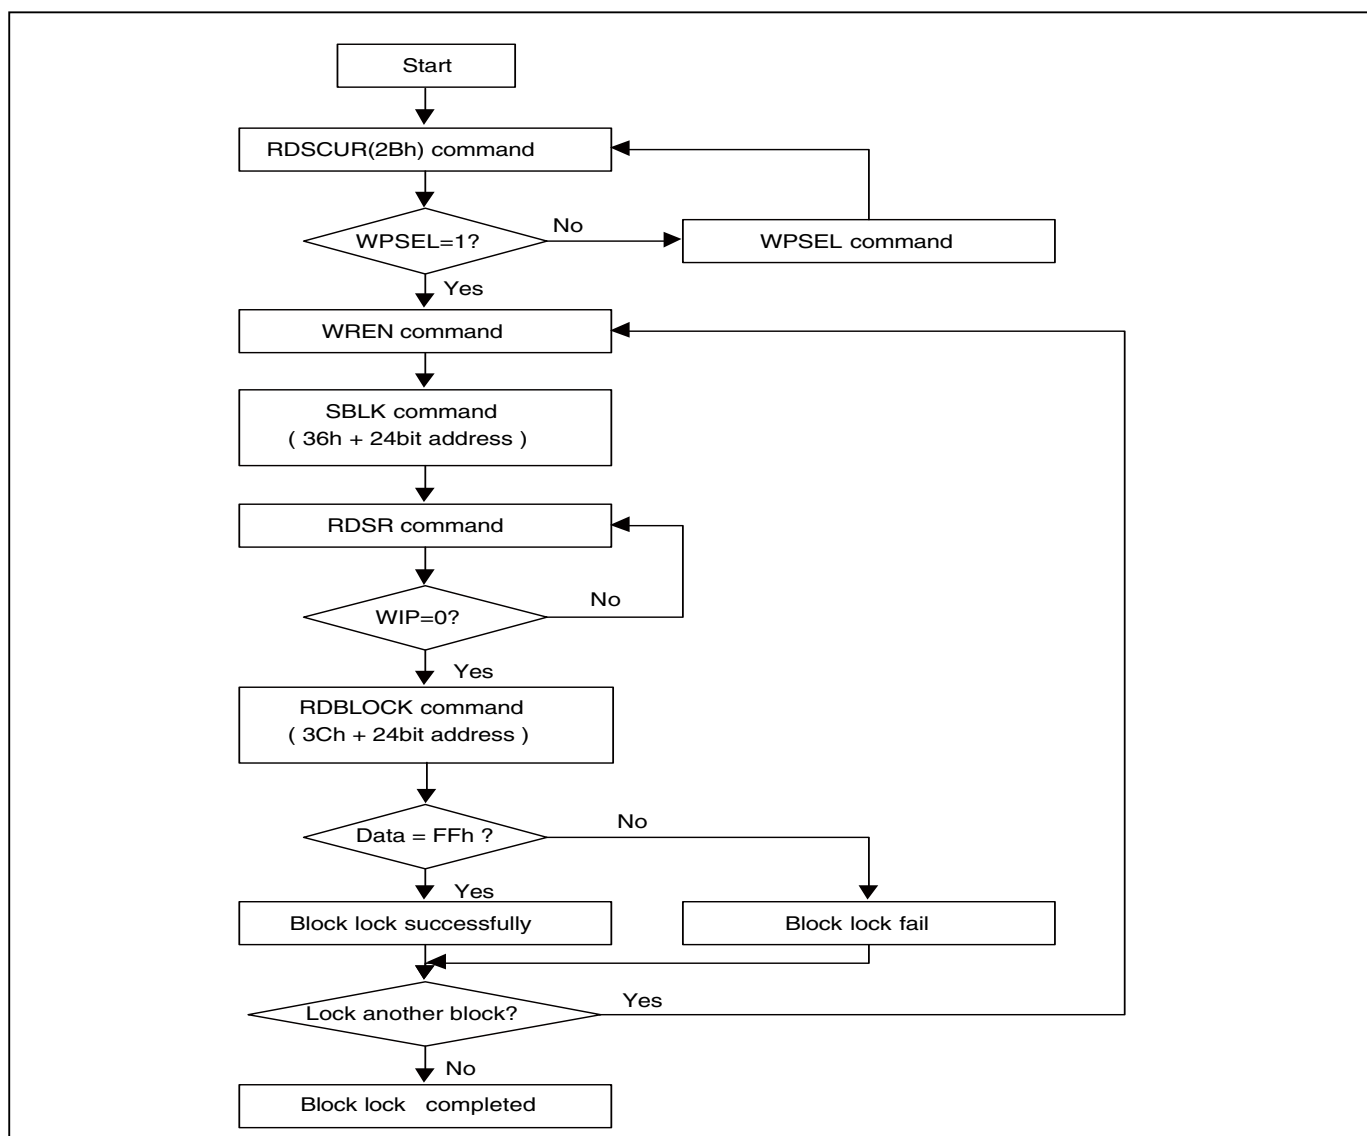 Start
RDSCUR(2Bh) command
WPSEL=1?
No
WPSEL command
Yes
WREN command
SBLK command
( 36h + 24bit address )
RDSR command
WIP=0?
No
Yes
RDBLOCK command
( 3Ch + 24bit address )
Data = FFh ?
No
Yes
Block lock successfully
Block lock fail
Lock another block?
Yes
No
Block lock completed